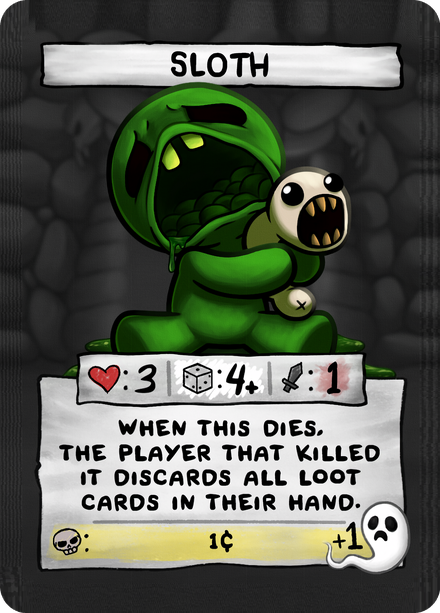 SLOTH
:3 :4+ :1
WHEN THIS DIES,
THE PLAYER THAT KILLED
IT DISCARDS ALL LOOT
CARDS IN THEIR HAND.
: 1¢ +1